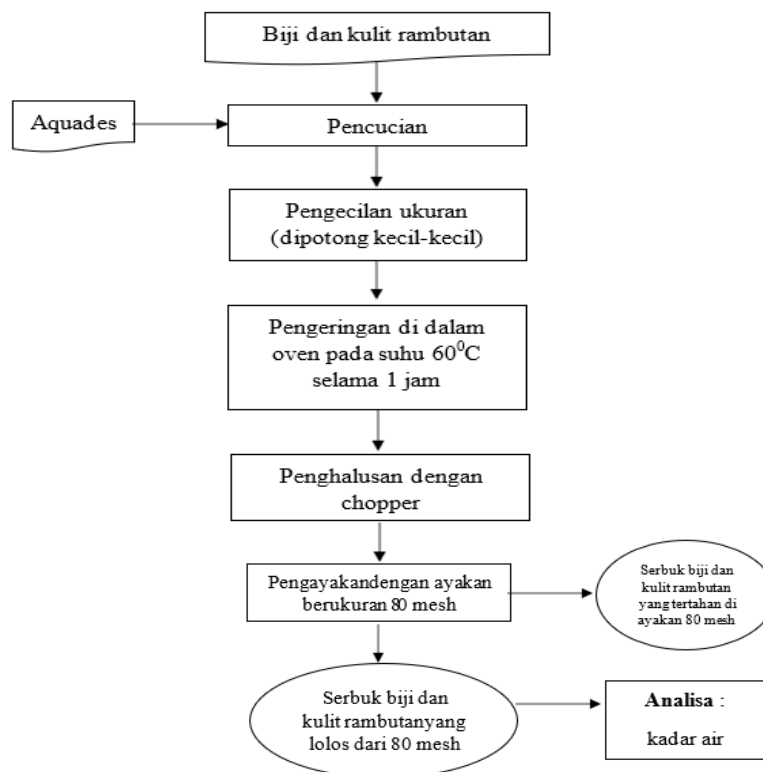 Biji dan kulit rambutan
Aquades
Pencucian
Pengecilan ukuran
(dipotong kecil-kecil)
Pengeringan di dalam
oven pada suhu 60⁰C
selama 1 jam
Penghalusan dengan
chopper
Pengayakandengan ayakan
berukuran 80 mesh
Serbuk biji dan
kulit rambutan
yang tertahan di
ayakan 80 mesh
Serbuk biji dan
kulit rambutanyang
lolos dari 80 mesh
Analisa :
kadar air